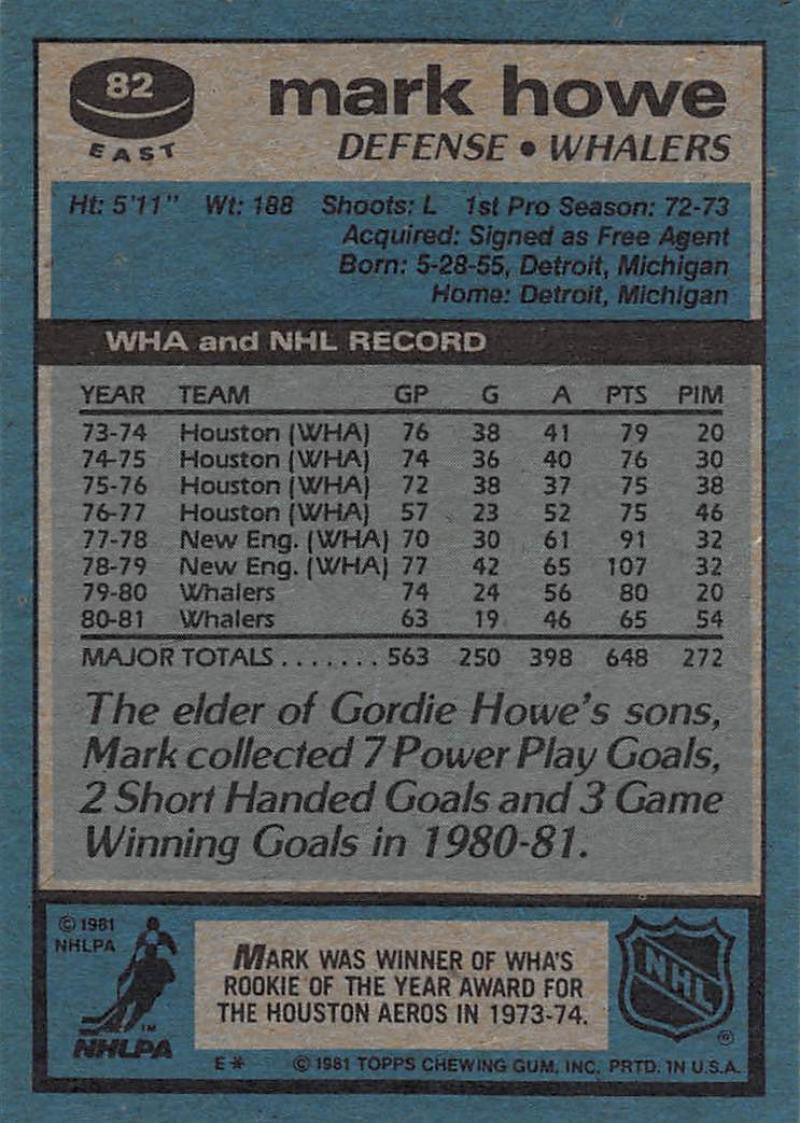 82
EAST
mark howe
DEFENSE • WHALERS
Ht: 5'11" Wt: 188 Shoots: L 1st Pro Season: 72-73
Acquired: Signed as Free Agent
Born: 5-28-55, Detroit, Michigan
Home: Detroit, Michigan
WHA and NHL RECORD
YEAR TEAM GP G A PTS PIM
73-74 Houston (WHA) 76 38 41 79 20
74-75 Houston (WHA) 74 36 40 76 30
75-76 Houston (WHA) 72 38 37 75 38
76-77 Houston (WHA) 57 23 52 75 46
77-78 New Eng. (WHA) 70 30 61 91 32
78-79 New Eng. (WHA) 77 42 65 107 32
79-80 Whalers 74 24 56 80 20
80-81 Whalers 63 19 46 65 54
MAJOR TOTALS....... 563 250 398 648 272
The elder of Gordie Howe's sons,
Mark collected 7 Power Play Goals,
2 Short Handed Goals and 3 Game
Winning Goals in 1980-81.
© 1981
NHLPA
TM
NHLPA
MARK WAS WINNER OF WHA'S
ROOKIE OF THE YEAR AWARD FOR
THE HOUSTON AEROS IN 1973-74.
NHL
®
E* © 1981 TOPPS CHEWING GUM, INC. PRTD. IN U.S.A.